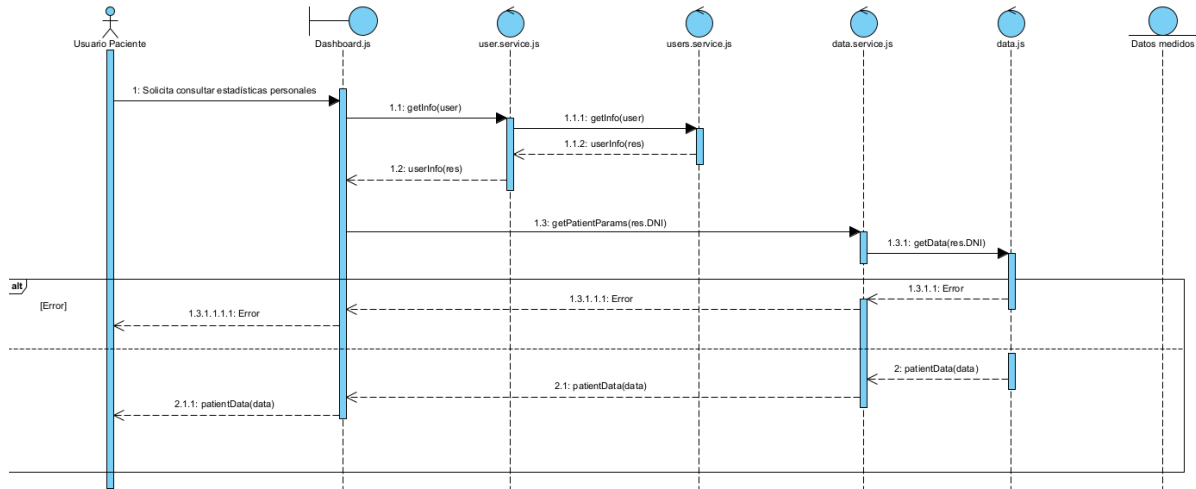 Usuario Paciente
Dashboard.js
user.service.js
users.service.js
data.service.js
data.js
Datos medidos
1: Solicita consultar estadísticas personales
1.1: getInfo(user)
1.1.1: getInfo(user)
1.1.2: userInfo(res)
1.2: userInfo(res)
1.3: getPatientParams(res.DNI)
1.3.1: getData(res.DNI)
alt
[Error]
1.3.1.1: Error
1.3.1.1.1: Error
1.3.1.1.1.1: Error
2: patientData(data)
2.1: patientData(data)
2.1.1: patientData(data)